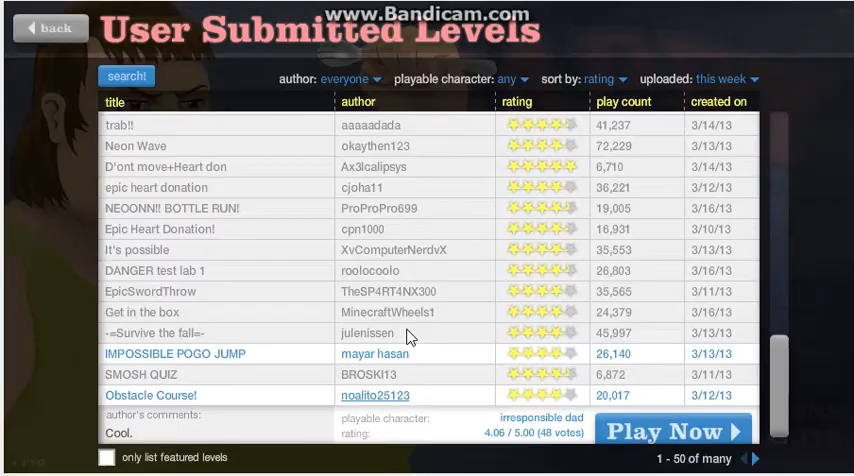 www.Bandicam.com
back
User Submitted Levels
search!
author: everyone playable character: any sort by: rating uploaded: this week
title author rating play count created on
trab!! aaaaadada 41,237 3/14/13
Neon Wave okaythen123 72,229 3/13/13
D'ont move+Heart don Ax3lcalipsys 6,710 3/14/13
epic heart donation cjoha11 36,221 3/12/13
NEOONN!! BOTTLE RUN! ProProPro699 19,005 3/16/13
Epic Heart Donation! cpn1000 16,931 3/10/13
It's possible XvComputerNerdvX 35,553 3/13/13
DANGER test lab 1 roolocoolo 26,803 3/16/13
EpicSwordThrow TheSP4RT4NX300 35,565 3/11/13
Get in the box MinecraftWheels1 24,379 3/16/13
-=Survive the fall=- julenissen 45,997 3/13/13
IMPOSSIBLE POGO JUMP mayar hasan 26,140 3/13/13
SMOSH QUIZ BROSKI13 6,872 3/11/13
Obstacle Course! noalito25123 20,017 3/12/13
author's comments: playable character: irresponsible dad
Cool. rating: 4.06 / 5.00 (48 votes)
Play Now
only list featured levels 1 - 50 of many